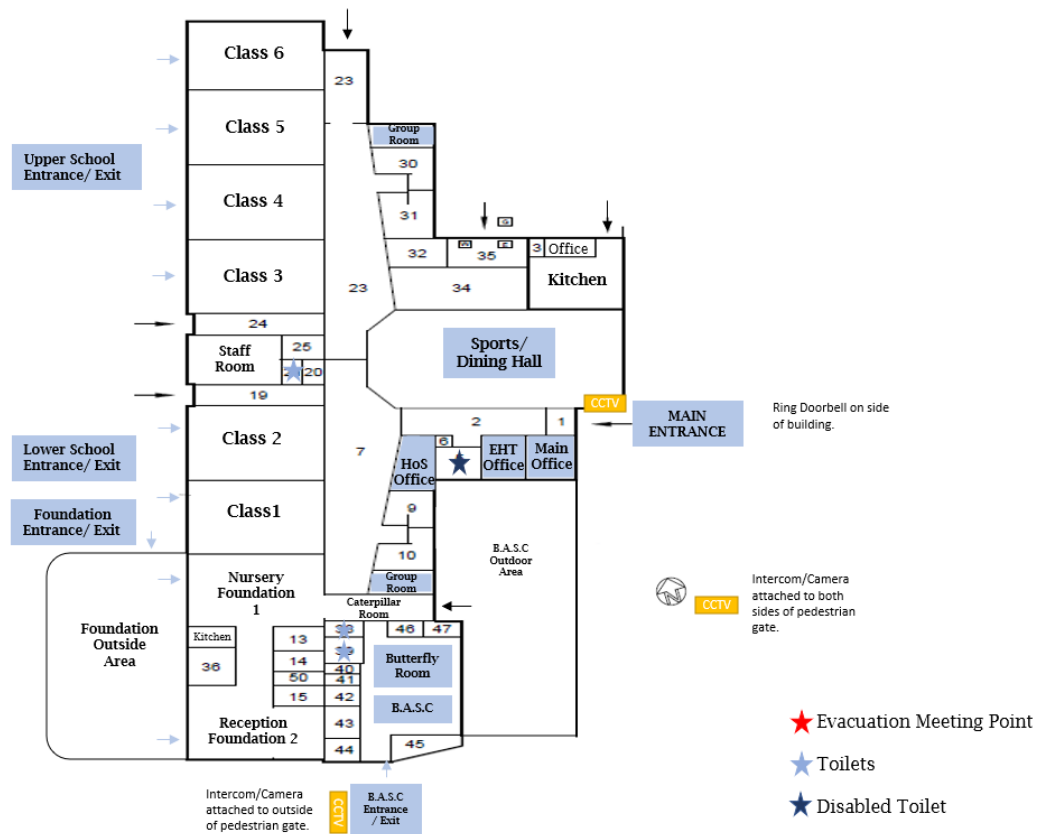 Class 6
23
Class 5
Group
Room
30
Upper School
Entrance/ Exit
Class 4
31
32
35
3
Office
Kitchen
Class 3
23
34
24
Staff
Room
25
20
Sports/
Dining Hall
19
CCTV
MAIN
ENTRANCE
Ring Doorbell on side
of building.
2
1
Class 2
7
6
HoS
Office
EHT
Office
Main
Office
Lower School
Entrance/ Exit
Foundation
Entrance/ Exit
Class1
9
10
Group
Room
B.A.S.C
Outdoor
Area
Intercom/Camera
attached to both
sides of pedestrian
gate.
CCTV
N
Nursery
Foundation
1
Caterpillar
Room
Foundation
Outside
Area
Kitchen
36
13
14
50
15
38
39
40
41
42
43
44
46
47
Butterfly
Room
B.A.S.C
45
Reception
Foundation 2
Evacuation Meeting Point
Toilets
Disabled Toilet
Intercom/Camera
attached to outside
of pedestrian gate.
CCTV
B.A.S.C
Entrance
/ Exit